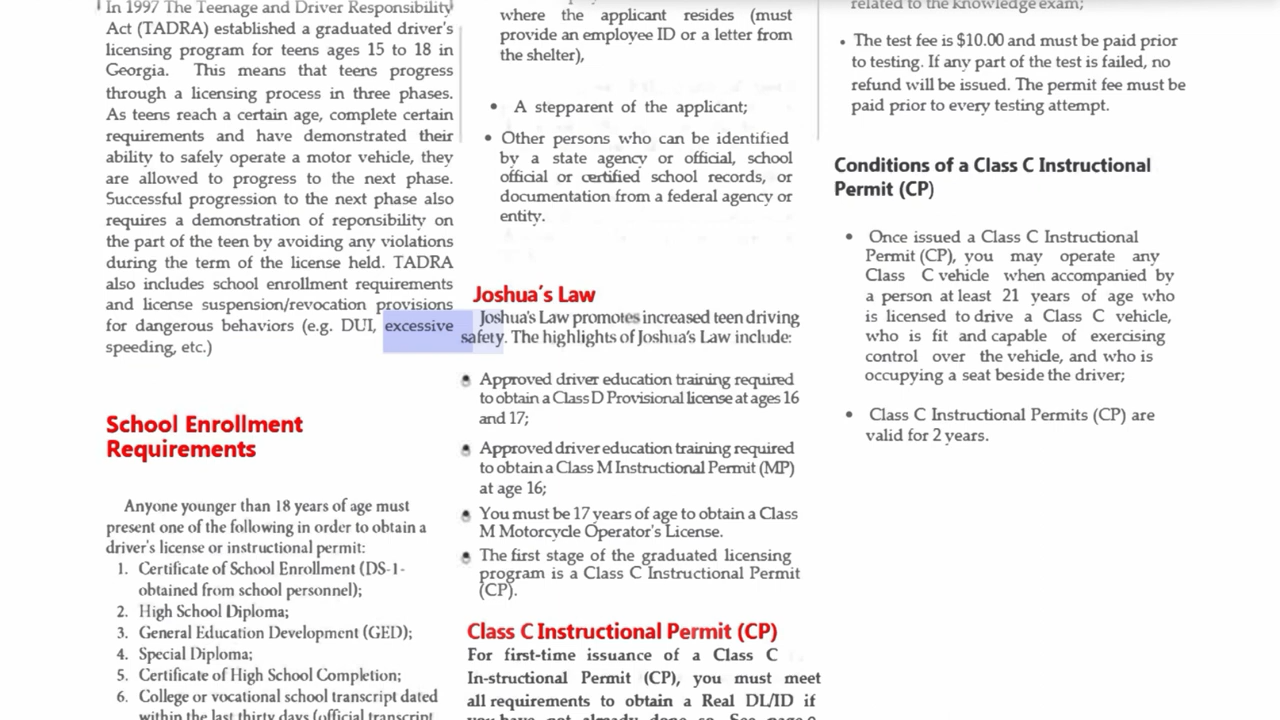 In 1997 The Teenage and Driver Responsibility
Act (TADRA) established a graduated driver's
licensing program for teens ages 15 to 18 in
Georgia. This means that teens progress
through a licensing process in three phases.
As teens reach a certain age, complete certain
requirements and have demonstrated their
ability to safely operate a motor vehicle, they
are allowed to progress to the next phase.
Successful progression to the next phase also
requires a demonstration of reponsibility on
the part of the teen by avoiding any violations
during the term of the license held. TADRA
also includes school enrollment requirements
and license suspension/revocation provisions
for dangerous behaviors (e.g. DUI, excessive
speeding, etc.)
School Enrollment
Requirements
Anyone younger than 18 years of age must
present one of the following in order to obtain a
driver's license or instructional permit:
1. Certificate of School Enrollment (DS-1-
obtained from school personnel);
2. High School Diploma;
3. General Education Development (GED);
4. Special Diploma;
5. Certificate of High School Completion;
6. College or vocational school transcript dated
within the last thirty days (official transcript
where the applicant resides (must
provide an employee ID or a letter from
the shelter),
• A stepparent of the applicant;
• Other persons who can be identified
by a state agency or official, school
official or certified school records, or
documentation from a federal agency or
entity.
Joshua's Law
Joshua's Law promotes increased teen driving
safety. The highlights of Joshua's Law include:
Approved driver education training required
to obtain a Class D Provisional license at ages 16
and 17;
Approved driver education training required
to obtain a Class M Instructional Permit (MP)
at age 16;
You must be 17 years of age to obtain a Class
M Motorcycle Operator's License.
The first stage of the graduated licensing
program is a Class C Instructional Permit
(CP).
Class C Instructional Permit (CP)
For first-time issuance of a Class C
In-structional Permit (CP), you must meet
all requirements to obtain a Real DL/ID if
you have not already done so. See page
related to the knowledge exam;
• The test fee is $10.00 and must be paid prior
to testing. If any part of the test is failed, no
refund will be issued. The permit fee must be
paid prior to every testing attempt.
Conditions of a Class C Instructional
Permit (CP)
• Once issued a Class C Instructional
Permit (CP), you may operate any
Class C vehicle when accompanied by
a person at least 21 years of age who
is licensed to drive a Class C vehicle,
who is fit and capable of exercising
control over the vehicle, and who is
occupying a seat beside the driver;
• Class C Instructional Permits (CP) are
valid for 2 years.